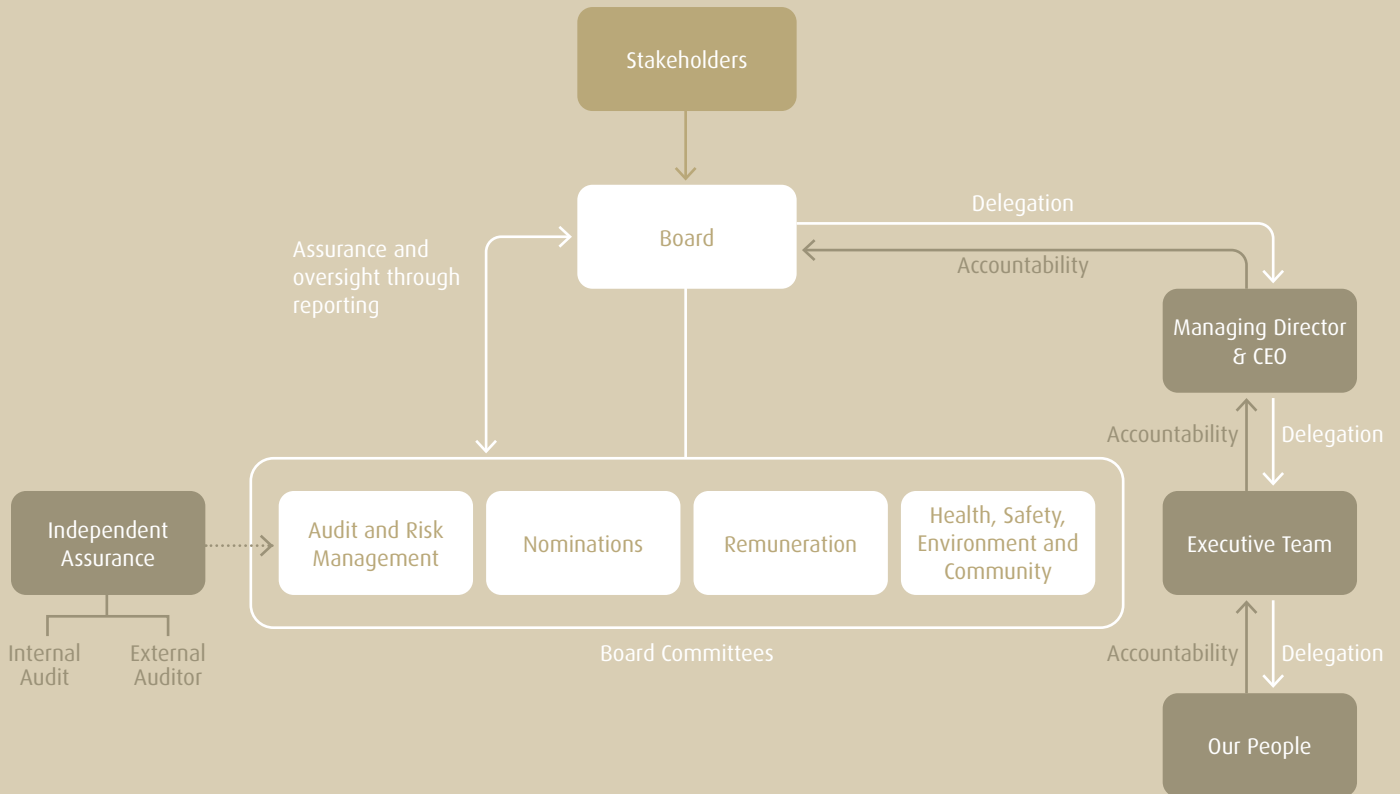 Stakeholders
Board
Delegation
Accountability
Assurance and
oversight through
reporting
Managing Director
& CEO
Accountability
Delegation
Independent
Assurance
Audit and Risk
Management
Nominations
Remuneration
Health, Safety,
Environment and
Community
Executive Team
Internal
Audit
External
Auditor
Board Committees
Accountability
Delegation
Our People